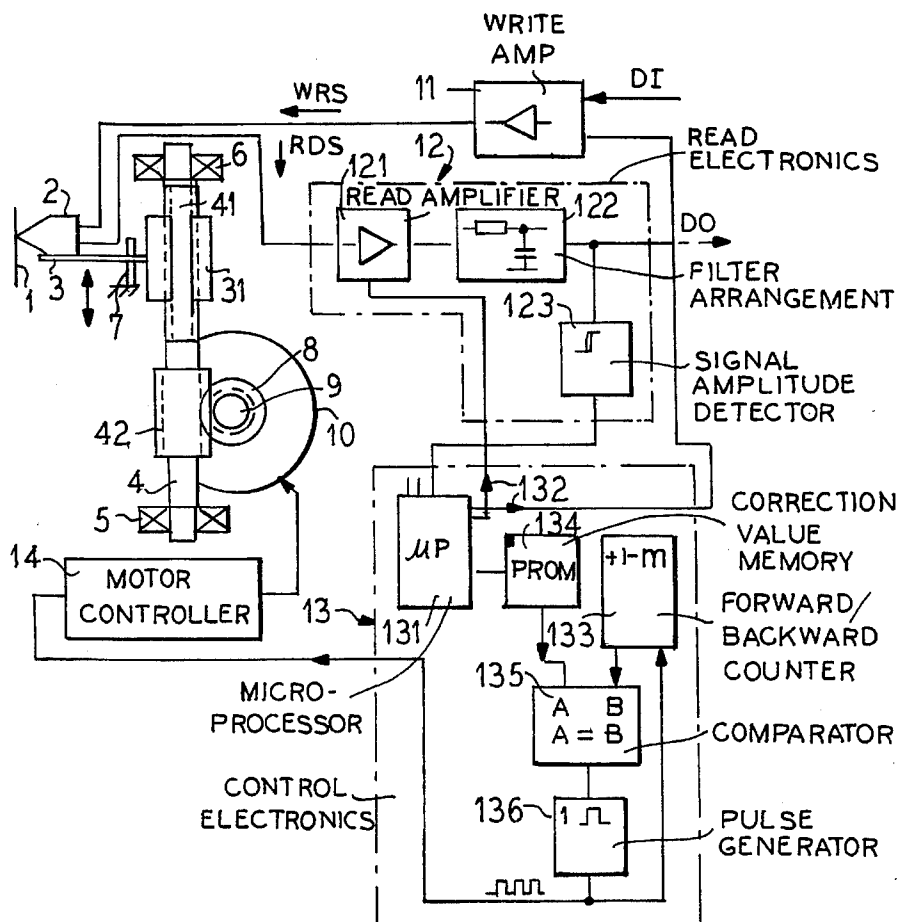 WRITE
AMP
11
DI
WRS
RDS
READ
ELECTRONICS
12
6
121
READ AMPLIFIER
122
2
41
DO
1
3
7
31
FILTER
ARRANGEMENT
123
8
9
10
SIGNAL
AMPLITUDE
DETECTOR
42
4
5
132
CORRECTION
VALUE
MEMORY
134
µP
PROM
+1-m
14
MOTOR
CONTROLLER
13
131
133
FORWARD/
BACKWARD
COUNTER
MICRO-
PROCESSOR
135
A B
A = B
COMPARATOR
CONTROL
ELECTRONICS
136
1
PULSE
GENERATOR